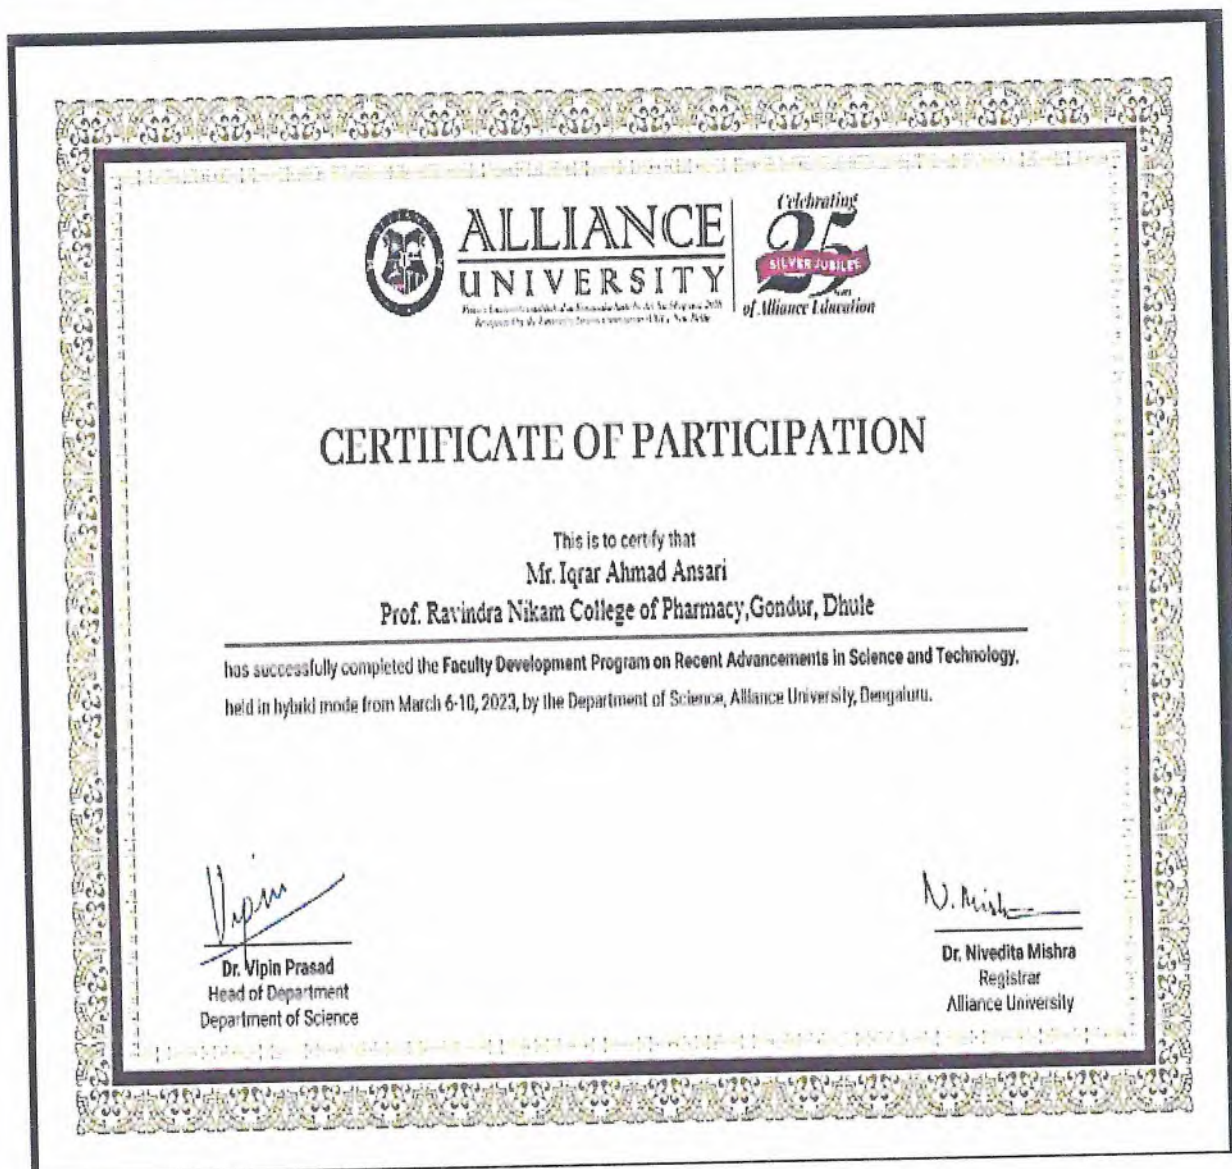 ALLIANCE
UNIVERSITY
Celebrating
25
SILVER JUBILEE
Years
of Alliance Education
CERTIFICATE OF PARTICIPATION
This is to certify that
Mr. Iqrar Ahmad Ansari
Prof. Ravindra Nikam College of Pharmacy,Gondur, Dhule
has successfully completed the Faculty Development Program on Recent Advancements in Science and Technology,
held in hybrid mode from March 6-10, 2023, by the Department of Science, Alliance University, Bengaluru.
Vipin
N. Mish
Dr. Vipin Prasad
Head of Department
Department of Science
Dr. Nivedita Mishra
Registrar
Alliance University